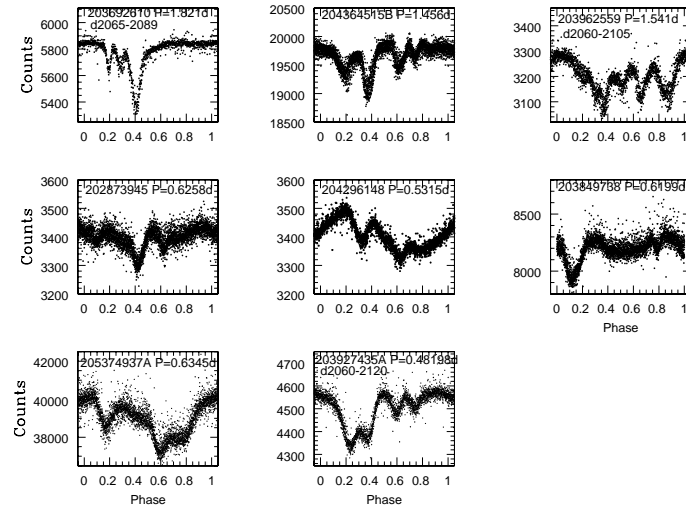 203692610 P=1.821d
d2065-2089
6000
5800
5600
5400
Counts
0 0.2 0.4 0.6 0.8 1
204364515B P=1.456d
20500
20000
19500
19000
18500
0 0.2 0.4 0.6 0.8 1
203962559 P=1.541d
d2060-2105
3400
3300
3200
3100
0 0.2 0.4 0.6 0.8 1
202873945 P=0.6258d
3600
3500
3400
3300
3200
Counts
0 0.2 0.4 0.6 0.8 1
204296148 P=0.5315d
3600
3500
3400
3300
3200
0 0.2 0.4 0.6 0.8 1
203849738 P=0.6199d
8500
8000
0 0.2 0.4 0.6 0.8 1
Phase
205374937A P=0.6345d
42000
40000
38000
Counts
0 0.2 0.4 0.6 0.8 1
Phase
203927435A P=0.48198d
d2060-2120
4700
4600
4500
4400
4300
0 0.2 0.4 0.6 0.8 1
Phase